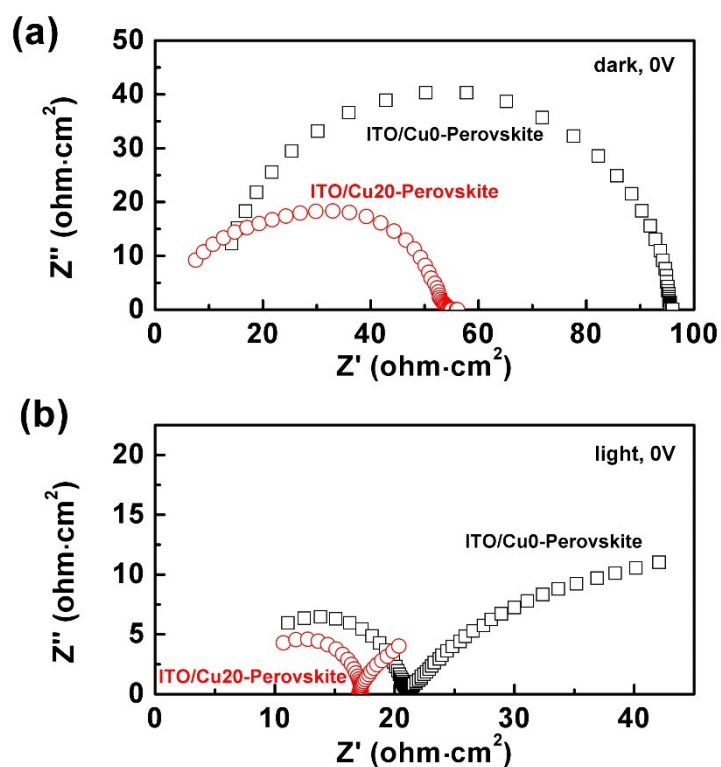 (a)
50
40
30
20
10
0
Z'' (ohm·cm²)
dark, 0V
ITO/Cu0-Perovskite
ITO/Cu20-Perovskite
0 20 40 60 80 100
Z' (ohm·cm²)
(b)
20
15
10
5
0
Z'' (ohm·cm²)
light, 0V
ITO/Cu0-Perovskite
ITO/Cu20-Perovskite
0 10 20 30 40
Z' (ohm·cm²)